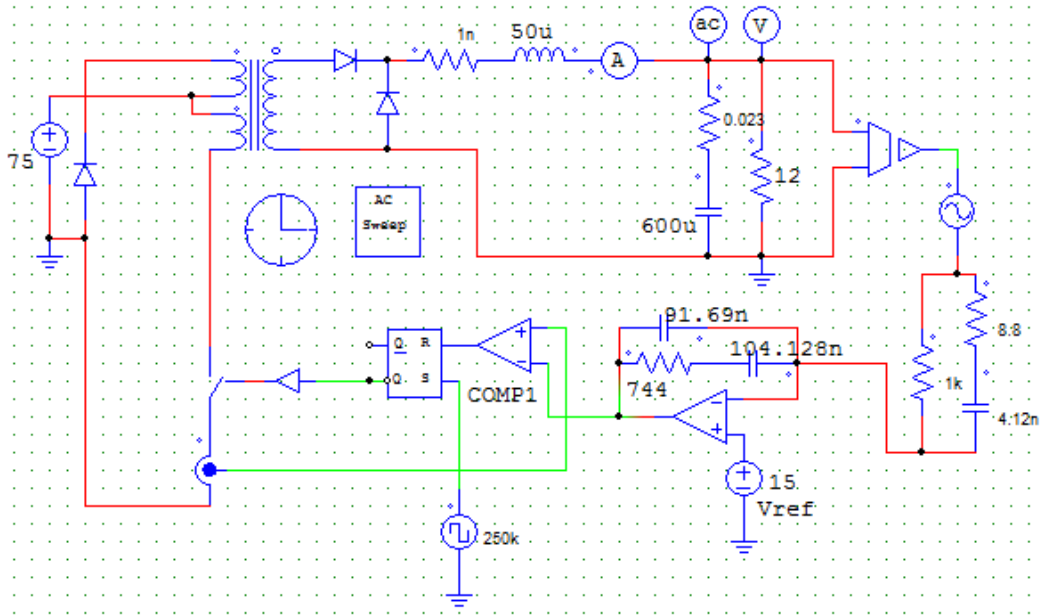 1n
50u
ac
V
A
0.023
12
75
600u
AC
Sweep
91.69n
8.8
104.128n
Q
R
Q
S
COMP1
744
1k
4.12n
15
Vref
250k